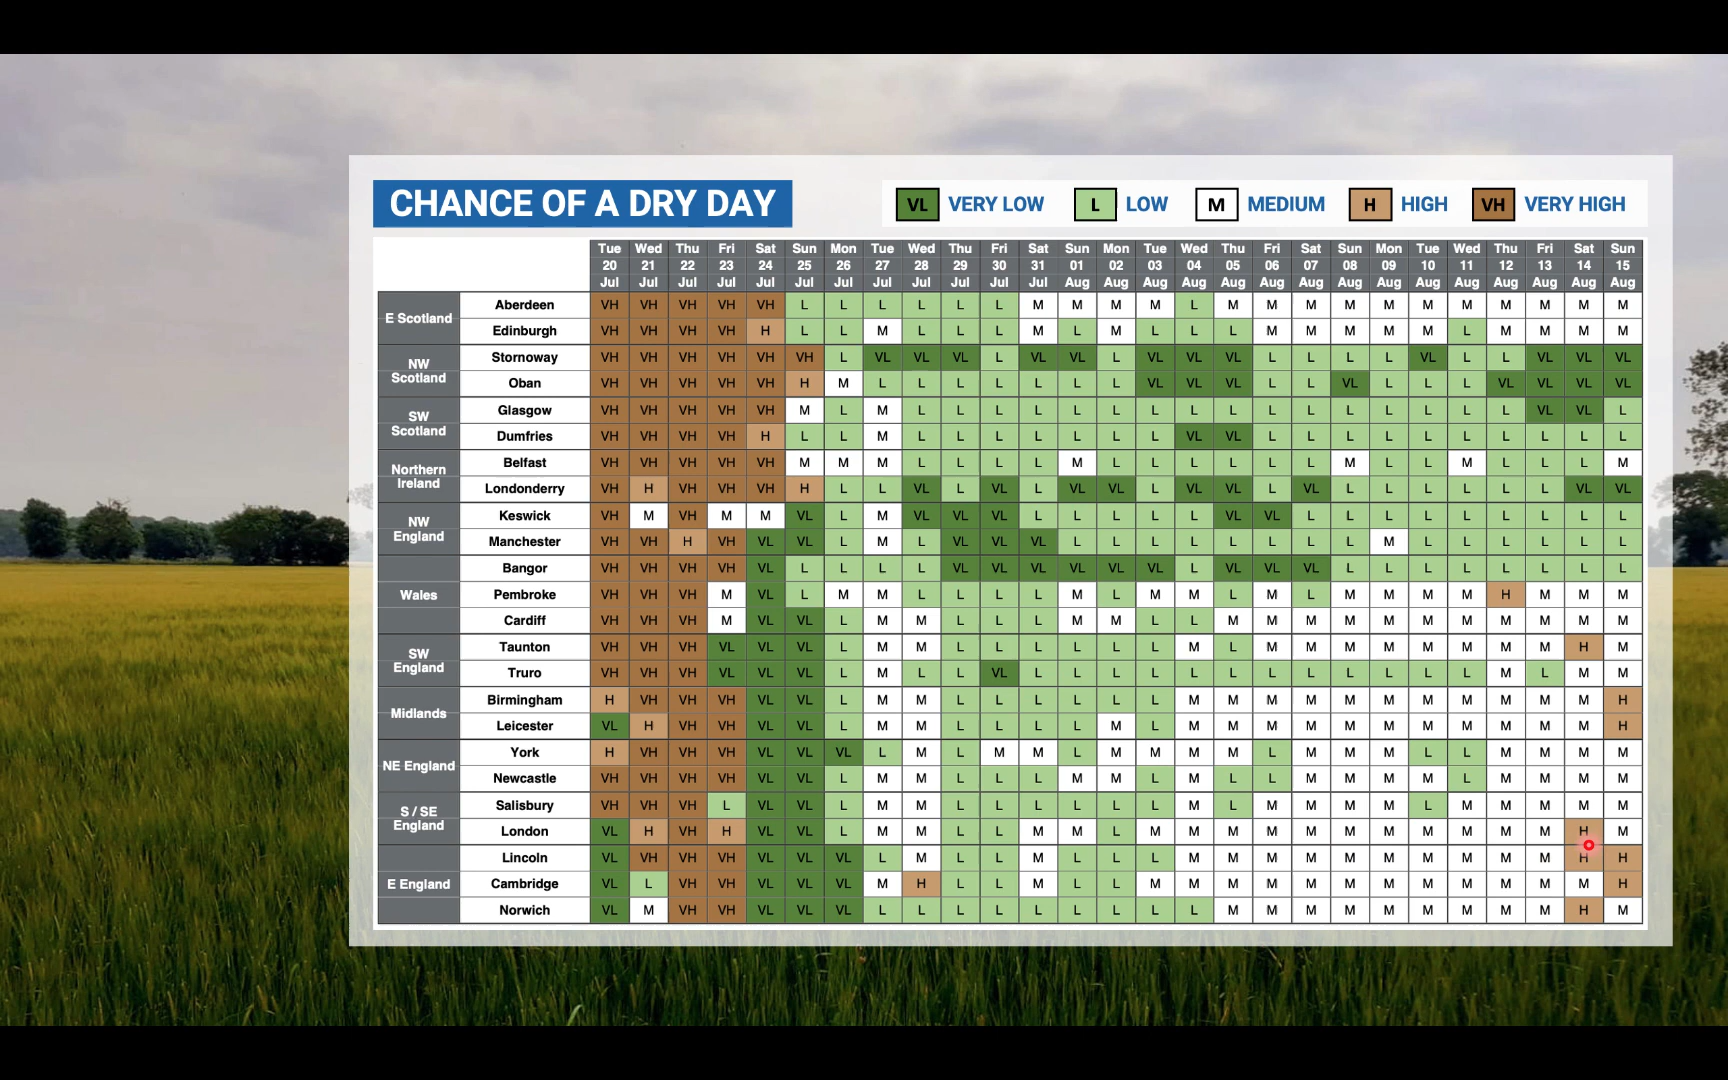 CHANCE OF A DRY DAY
VL VERY LOW L LOW M MEDIUM H HIGH VH VERY HIGH
Tue Wed Thu Fri Sat Sun Mon Tue Wed Thu Fri Sat Sun Mon Tue Wed Thu Fri Sat Sun Mon Tue Wed Thu Fri Sat Sun
20 21 22 23 24 25 26 27 28 29 30 31 01 02 03 04 05 06 07 08 09 10 11 12 13 14 15
Jul Jul Jul Jul Jul Jul Jul Jul Jul Jul Jul Jul Aug Aug Aug Aug Aug Aug Aug Aug Aug Aug Aug Aug Aug Aug Aug
E Scotland
Aberdeen VH VH VH VH VH L L L L L L M M M M L M M M M M M M M M M M
Edinburgh VH VH VH VH H L L M L L L M L M L L L M M M M M L M M M M
NW
Scotland
Stornoway VH VH VH VH VH VH L VL VL VL L VL VL L VL VL VL L L L L VL L L VL VL VL
Oban VH VH VH VH VH H M L L L L L L L VL VL VL L L VL L L L VL VL VL VL
SW
Scotland
Glasgow VH VH VH VH VH M L M L L L L L L L L L L L L L L L L VL VL L
Dumfries VH VH VH VH H L L M L L L L L L L VL VL L L L L L L L L L L
Northern
Ireland
Belfast VH VH VH VH VH M M M L L L L M L L L L L L M L L M L L L M
Londonderry VH H VH VH VH H L L VL L VL L VL VL L VL VL L VL L L L L L L VL VL
NW
England
Keswick VH M VH M M VL L M VL VL VL L L L L L VL VL L L L L L L L L L
Manchester VH VH H VH VL VL L M L VL VL VL L L L L L L L L M L L L L L L
Wales
Bangor VH VH VH VH VL L L L L VL VL VL VL VL VL L VL VL VL L L L L L L L L
Pembroke VH VH VH M VL L M M L L L L M L M M L M L M M M M H M M M
Cardiff VH VH VH M VL VL L M M L L L M M L L M M M M M M M M M M M
SW
England
Taunton VH VH VH VL VL VL L M M L L L L L L M L M M M M M M M M H M
Truro VH VH VH VL VL VL L M L L VL L L L L L L L L L L L L M L M M
Midlands
Birmingham H VH VH VH VL VL L M M L L L L L L M M M M M M M M M M M H
Leicester VL H VH VH VL VL L M M L L L L M L M M M M M M M M M M M H
NE England
York H VH VH VH VL VL VL L M L M M L M M M M L M M M L L M M M M
Newcastle VH VH VH VH VL VL L M M L L L M M L M L L M M M M L M M M M
S / SE
England
Salisbury VH VH VH L VL VL L M M L L L L L L M L M M M M L M M M M M
London VL H VH H VL VL L M M L L M M L M M M M M M M M M M M H M
E England
Lincoln VL VH VH VH VL VL VL L M L L M L L L M M M M M M M M M M H H
Cambridge VL L VH VH VL VL VL M H L L M L L M M M M M M M M M M M M H
Norwich VL M VH VH VL VL VL L L L L L L L L L M M M M M M M M M H M